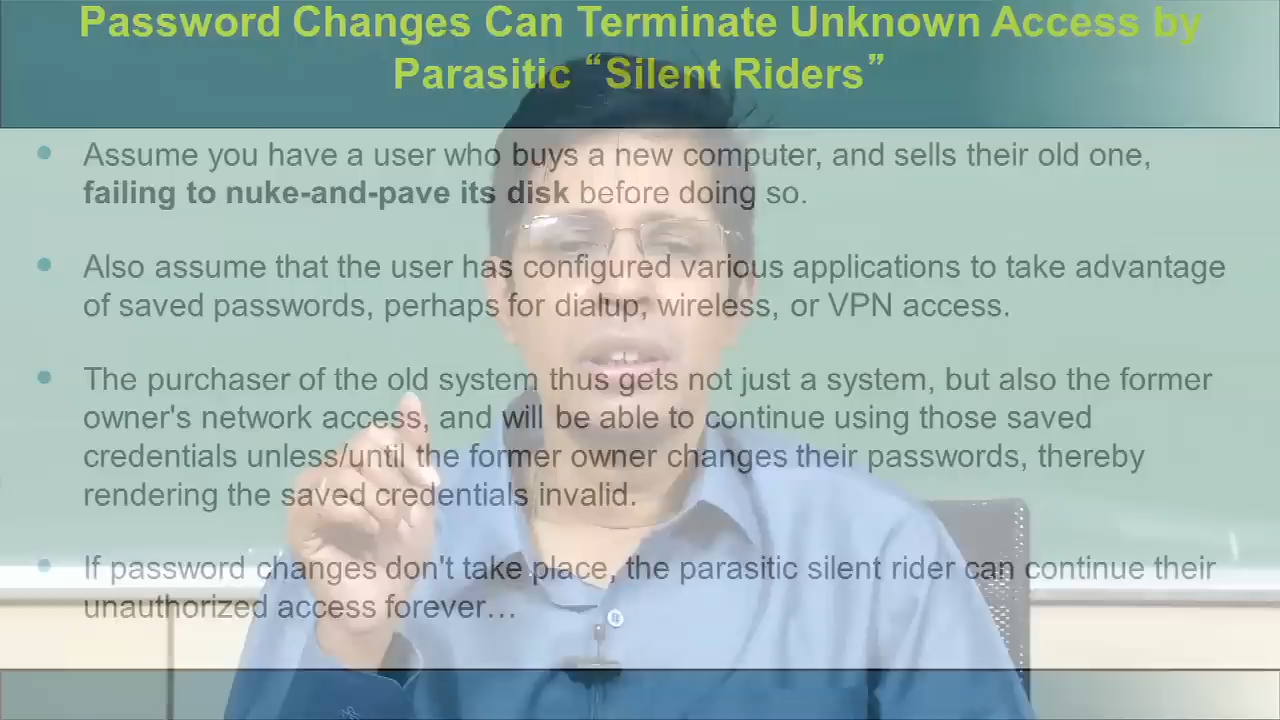 Password Changes Can Terminate Unknown Access by
Parasitic “Silent Riders”
• Assume you have a user who buys a new computer, and sells their old one,
failing to nuke-and-pave its disk before doing so.
• Also assume that the user has configured various applications to take advantage
of saved passwords, perhaps for dialup, wireless, or VPN access.
• The purchaser of the old system thus gets not just a system, but also the former
owner's network access, and will be able to continue using those saved
credentials unless/until the former owner changes their passwords, thereby
rendering the saved credentials invalid.
• If password changes don't take place, the parasitic silent rider can continue their
unauthorized access forever…